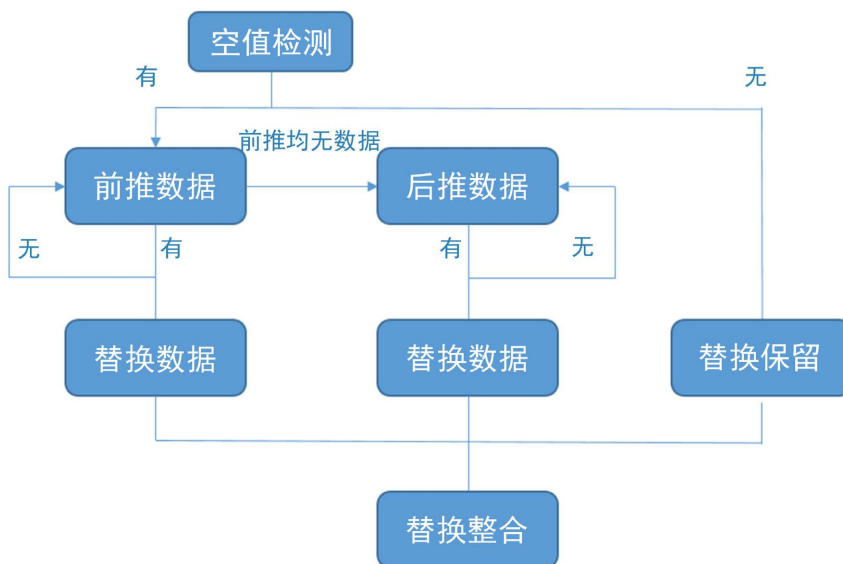 空值检测
有
无
前推均无数据
前推数据
后推数据
无
有
有
无
替换数据
替换数据
替换保留
替换整合